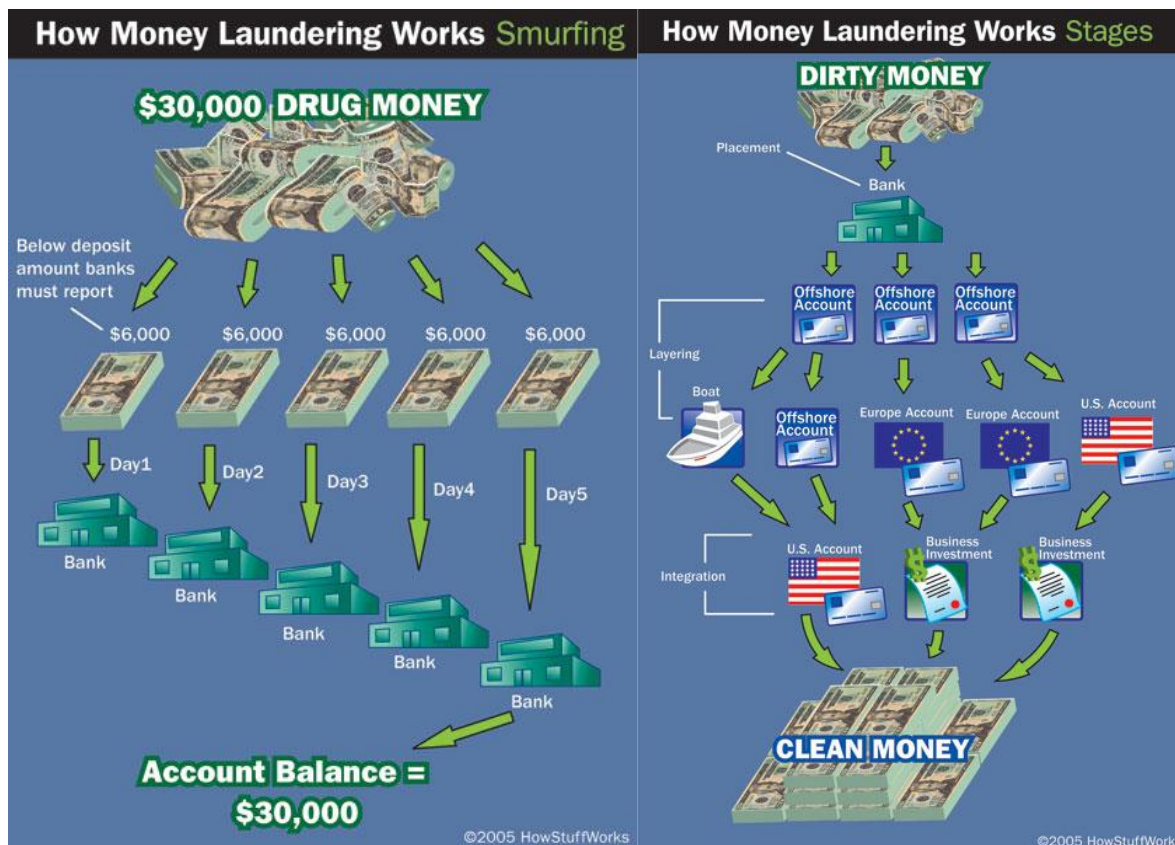 How Money Laundering Works Smurfing
$30,000 DRUG MONEY
Below deposit
amount banks
must report
$6,000
$6,000
$6,000
$6,000
$6,000
Day1
Day2
Day3
Day4
Day5
Bank
Bank
Bank
Bank
Bank
Account Balance =
$30,000
©2005 HowStuffWorks
How Money Laundering Works Stages
DIRTY MONEY
Placement
Bank
Offshore
Account
Offshore
Account
Offshore
Account
Layering
Boat
Offshore
Account
Europe Account
Europe Account
U.S. Account
Integration
U.S. Account
Business
Investment
Business
Investment
CLEAN MONEY
©2005 HowStuffWorks